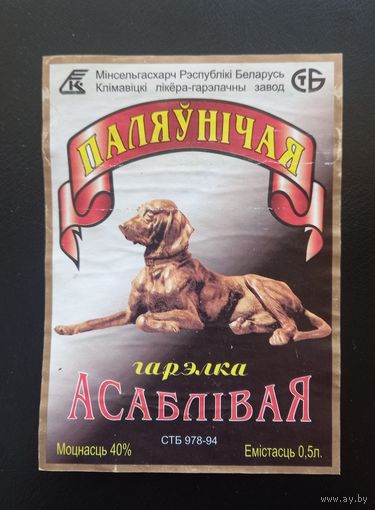 Мінсельгасхарч Рэспублікі Беларусь
Клімавіцкі лікёра-гарэлачны завод
ПАЛЯЎНІЧАЯ
гарэлка
АСАБЛІВАЯ
СТБ 978-94
Моцнасць 40%
Емістасць 0,5л.
www.ay.by